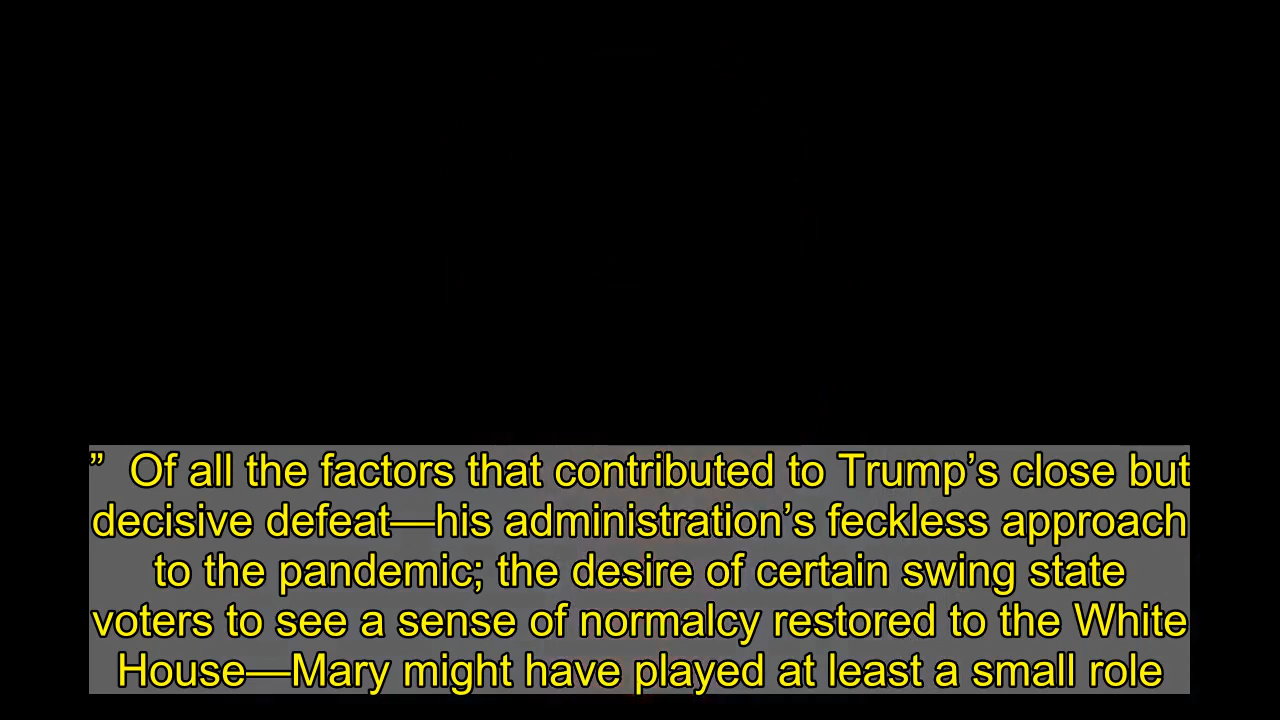 ”  Of all the factors that contributed to Trump’s close but
decisive defeat—his administration’s feckless approach
to the pandemic; the desire of certain swing state
voters to see a sense of normalcy restored to the White
House—Mary might have played at least a small role